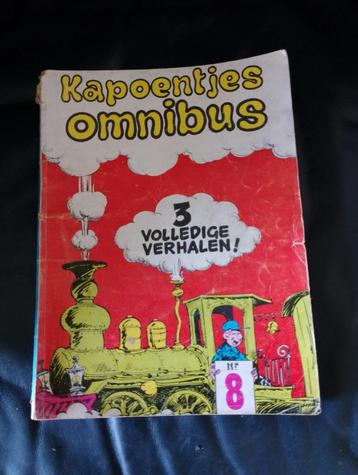 Kapoentjes
omnibus
3
VOLLEDIGE
VERHALEN!
Nr
8